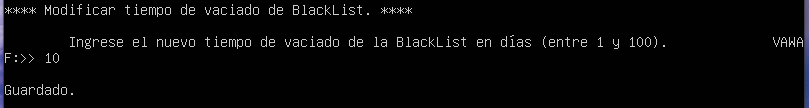 **** Modificar tiempo de vaciado de BlackList. ****
Ingrese el nuevo tiempo de vaciado de la BlackList en días (entre 1 y 100). VAWA
F:>> 10
Guardado.